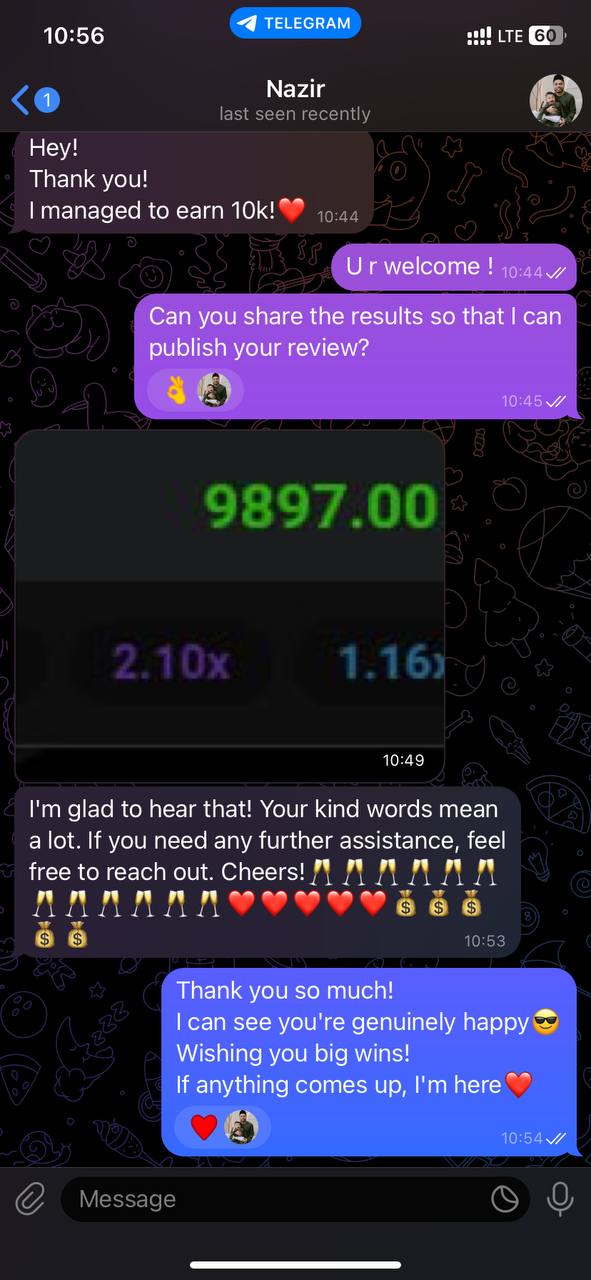 10:56
TELEGRAM
LTE 60
1
Nazir
last seen recently
Hey!
Thank you!
I managed to earn 10k!❤️ 10:44
U r welcome ! 10:44
Can you share the results so that I can
publish your review?
👌
10:45
9897.00
2.10x 1.16x
10:49
I'm glad to hear that! Your kind words mean
a lot. If you need any further assistance, feel
free to reach out. Cheers!🥂🥂🥂🥂🥂🥂
🥂🥂🥂🥂🥂🥂❤️❤️❤️❤️❤️💰💰💰
💰💰 10:53
Thank you so much!
I can see you're genuinely happy😎
Wishing you big wins!
If anything comes up, I'm here❤️
❤️ 10:54
Message